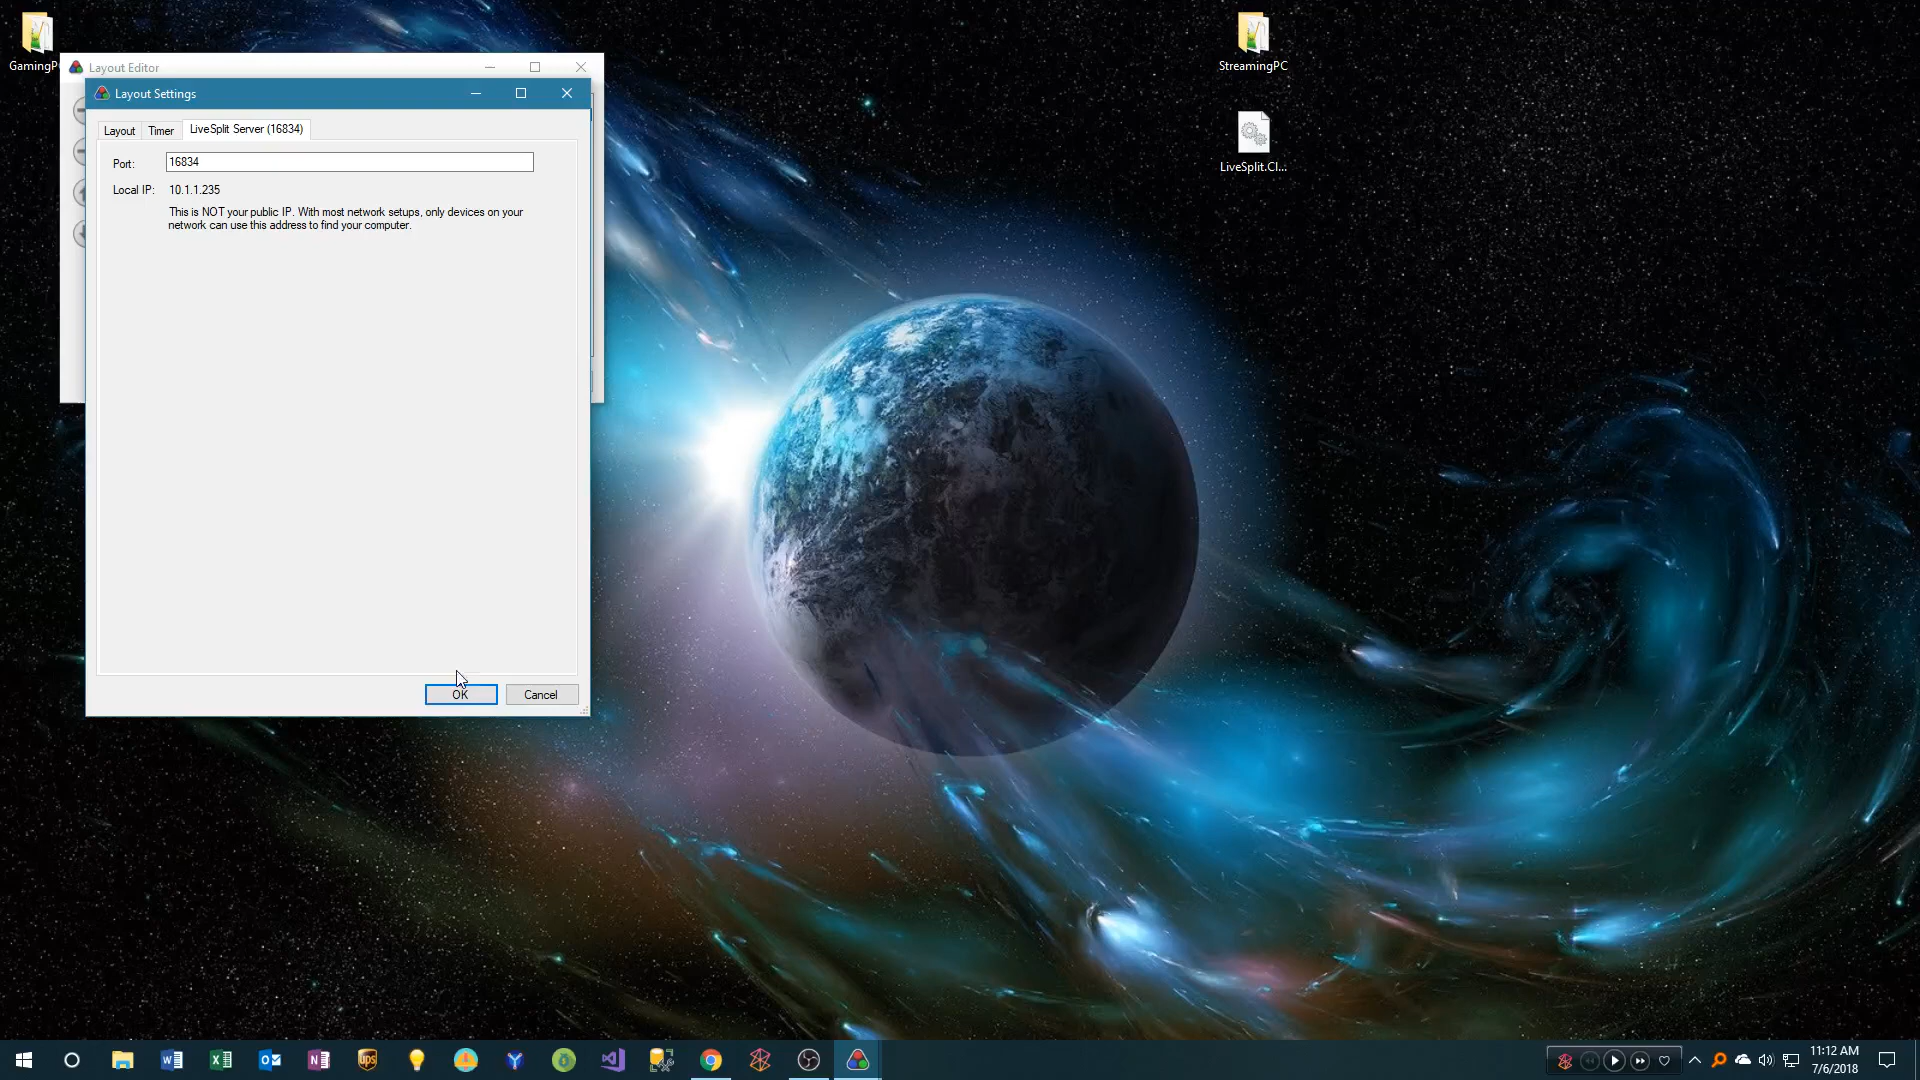 GamingP
Layout Editor
Layout Settings
Layout
Timer
LiveSplit Server (16834)
Port:
16834
Local IP:
10.1.1.235
This is NOT your public IP. With most network setups, only devices on your
network can use this address to find your computer.
OK
Cancel
StreamingPC
LiveSplit.Cl...
ups
11:12 AM
7/6/2018